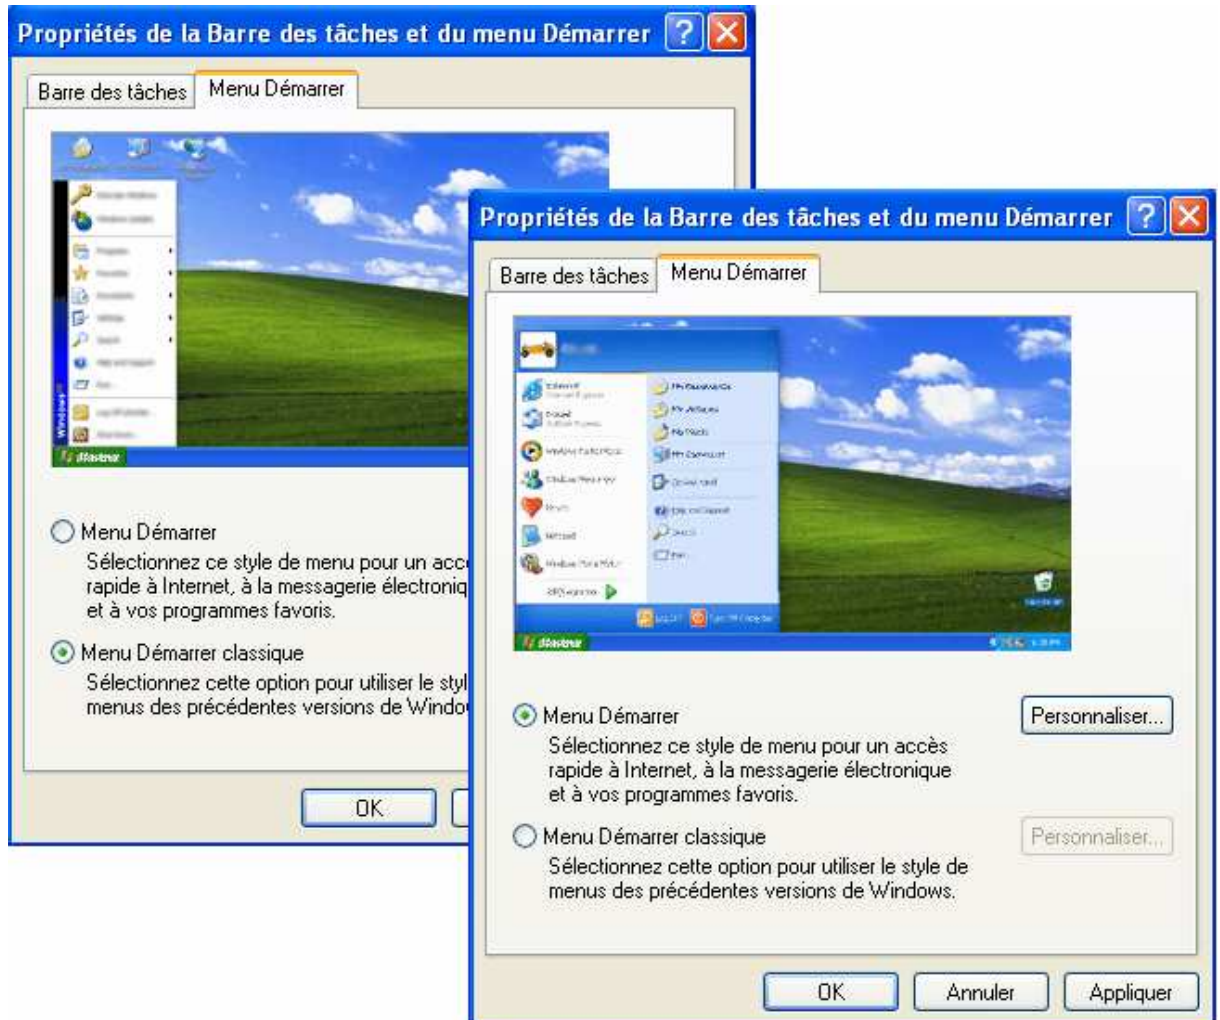 Propriétés de la Barre des tâches et du menu Démarrer
Barre des tâches
Menu Démarrer
démarrer
Menu Démarrer
Sélectionnez ce style de menu pour un
rapide à Internet, à la messagerie
et à vos programmes favoris.
Menu Démarrer classique
Sélectionnez cette option pour utiliser le
menus des précédentes versions de
OK
Propriétés de la Barre des tâches et du menu Démarrer
Barre des tâches
Menu Démarrer
démarrer
Menu Démarrer
Personnaliser...
Sélectionnez ce style de menu pour un accès
rapide à Internet, à la messagerie électronique
et à vos programmes favoris.
Menu Démarrer classique
Personnaliser...
Sélectionnez cette option pour utiliser le style de
menus des précédentes versions de Windows.
OK
Annuler
Appliquer